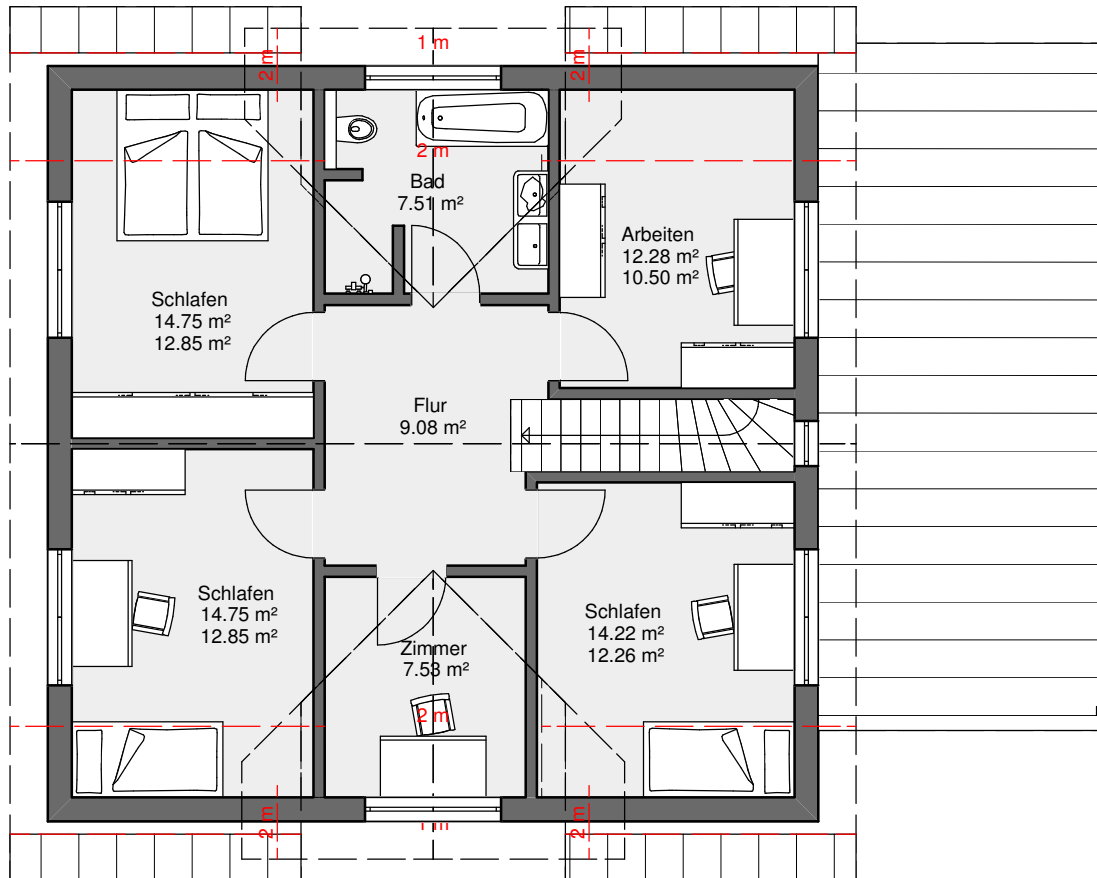 1 m
2 m
2 m
2 m
Bad
7.51 m²
Arbeiten
12.28 m²
10.50 m²
Schlafen
14.75 m²
12.85 m²
Flur
9.08 m²
Schlafen
14.75 m²
12.85 m²
Schlafen
14.22 m²
12.26 m²
Zimmer
7.53 m²
2 m
2 m
2 m